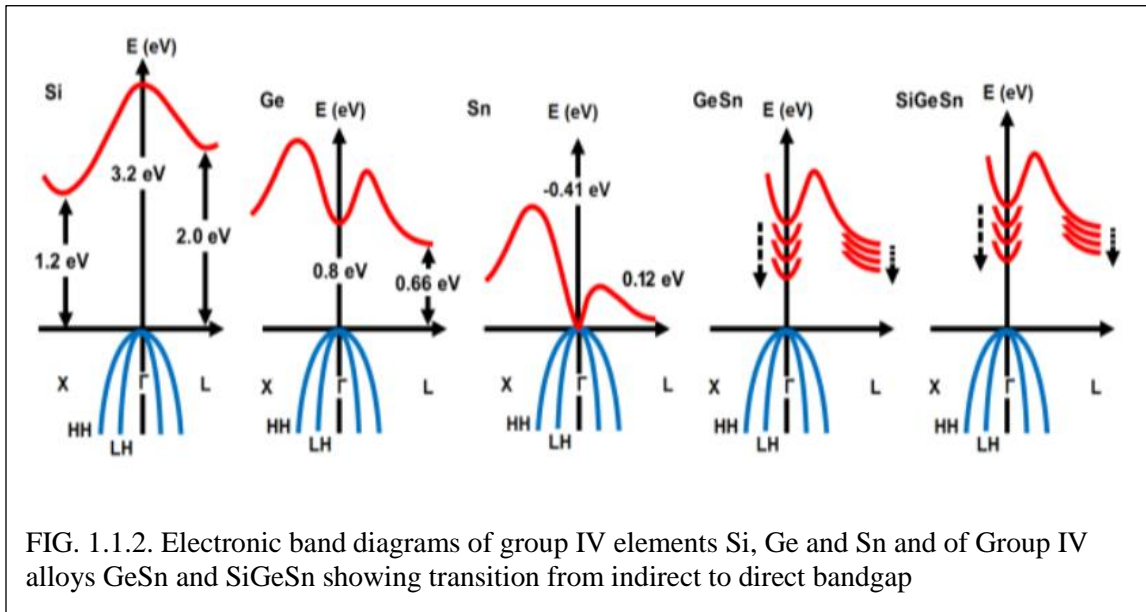 E (eV)
Si
3.2 eV
1.2 eV
2.0 eV
X
Γ
L
HH
LH
Ge
E (eV)
0.8 eV
0.66 eV
X
Γ
L
HH
LH
Sn
E (eV)
-0.41 eV
0.12 eV
X
Γ
L
HH
LH
GeSn
E (eV)
X
Γ
L
HH
LH
SiGeSn
E (eV)
X
Γ
L
HH
LH
FIG. 1.1.2. Electronic band diagrams of group IV elements Si, Ge and Sn and of Group IV
alloys GeSn and SiGeSn showing transition from indirect to direct bandgap